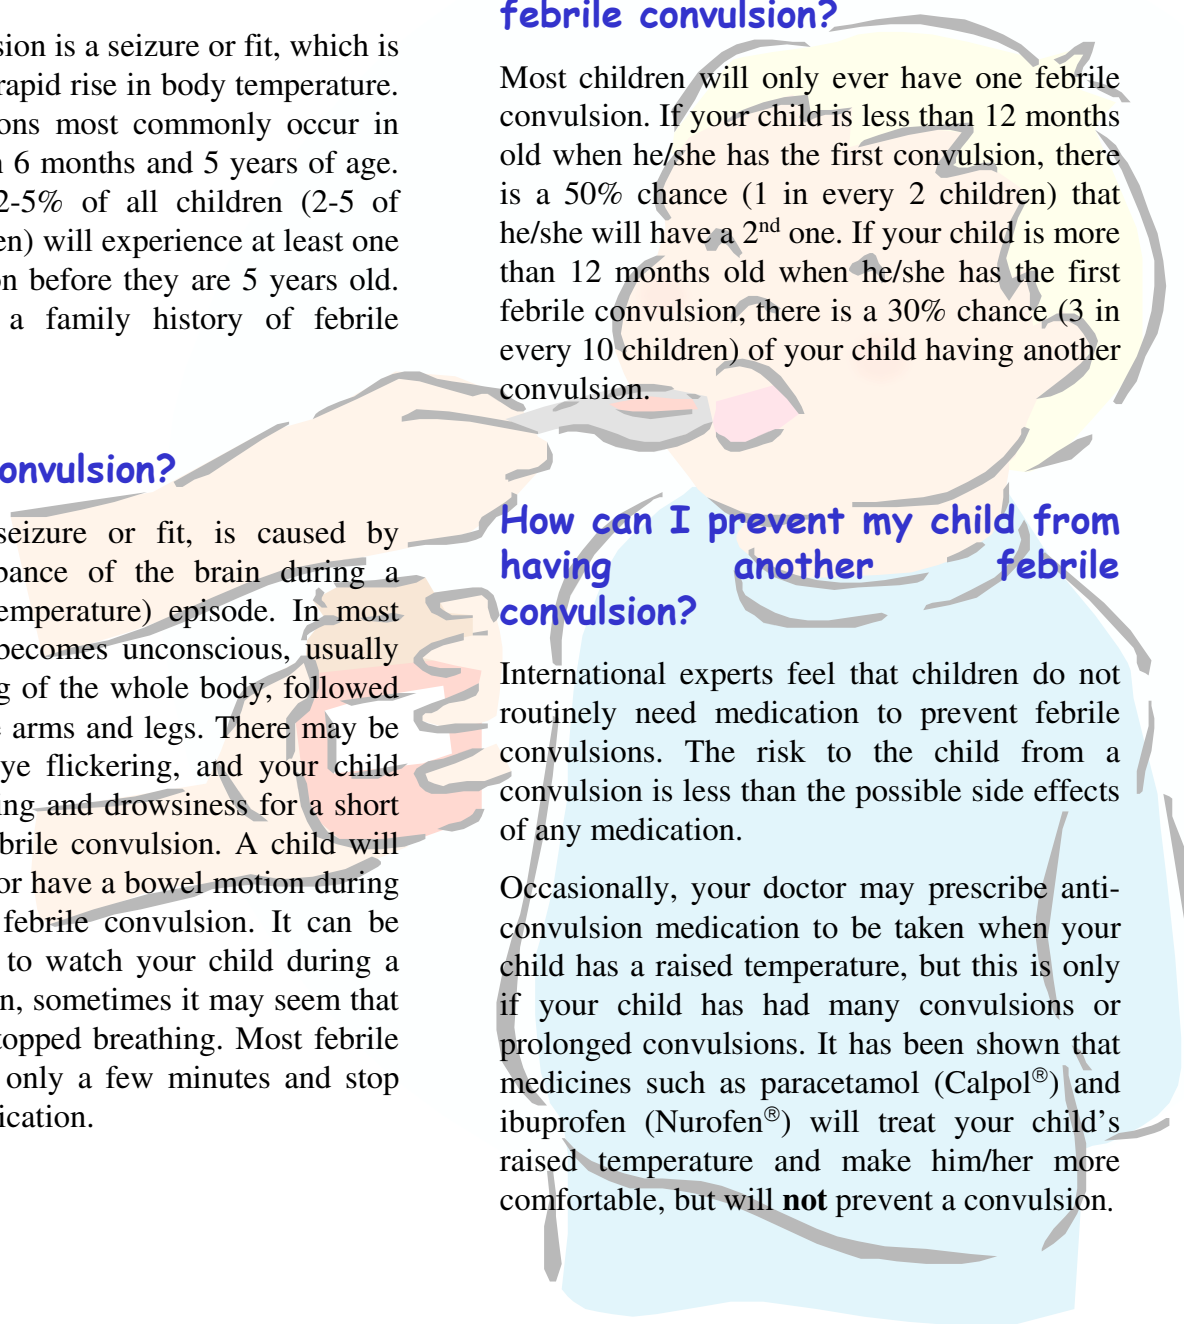 sion is a seizure or fit, which is
rapid rise in body temperature.
ons most commonly occur in
n 6 months and 5 years of age.
2-5% of all children (2-5 of
en) will experience at least one
on before they are 5 years old.
a family history of febrile
onvulsion?
seizure or fit, is caused by
bance of the brain during a
emperature) episode. In most
becomes unconscious, usually
g of the whole body, followed
e arms and legs. There may be
ye flickering, and your child
ing and drowsiness for a short
brile convulsion. A child will
or have a bowel motion during
febrile convulsion. It can be
to watch your child during a
n, sometimes it may seem that
topped breathing. Most febrile
only a few minutes and stop
ication.
febrile convulsion?
Most children will only ever have one febrile
convulsion. If your child is less than 12 months
old when he/she has the first convulsion, there
is a 50% chance (1 in every 2 children) that
he/she will have a 2nd one. If your child is more
than 12 months old when he/she has the first
febrile convulsion, there is a 30% chance (3 in
every 10 children) of your child having another
convulsion.
How can I prevent my child from
having another febrile
convulsion?
International experts feel that children do not
routinely need medication to prevent febrile
convulsions. The risk to the child from a
convulsion is less than the possible side effects
of any medication.
Occasionally, your doctor may prescribe anti-
convulsion medication to be taken when your
child has a raised temperature, but this is only
if your child has had many convulsions or
prolonged convulsions. It has been shown that
medicines such as paracetamol (Calpol®) and
ibuprofen (Nurofen®) will treat your child's
raised temperature and make him/her more
comfortable, but will not prevent a convulsion.